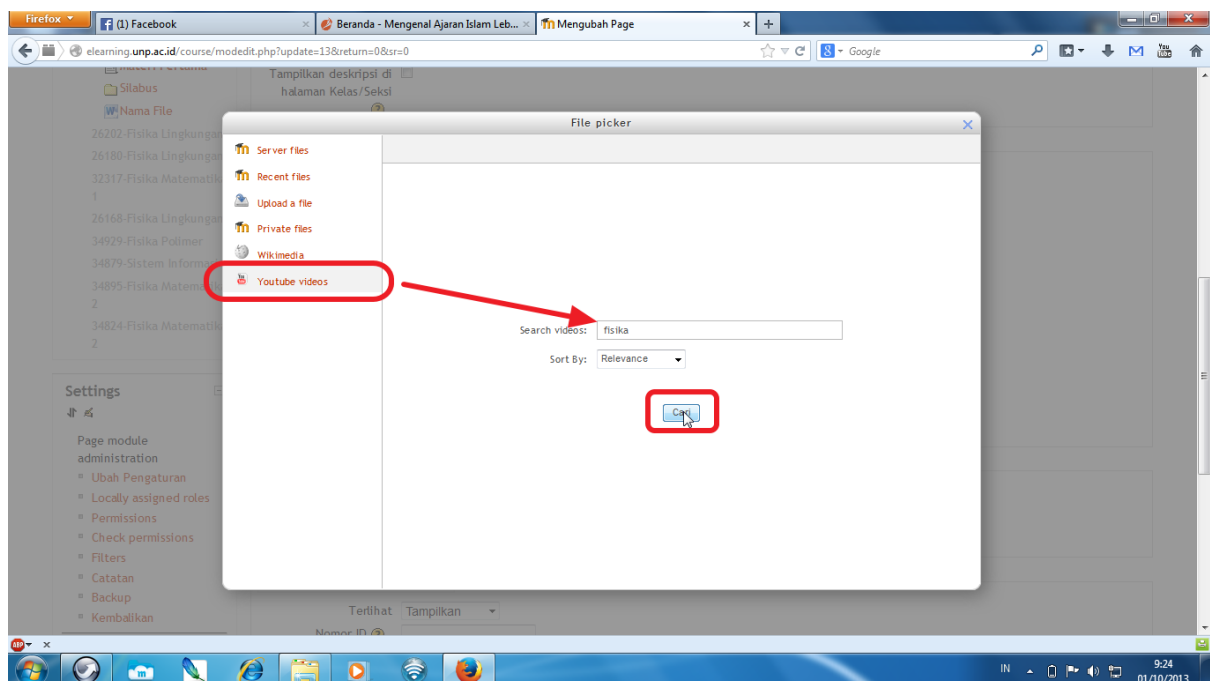 Firefox
(1) Facebook
Beranda - Mengenal Ajaran Islam Leb...
Mengubah Page
elearning.unp.ac.id/course/modedit.php?update=13&return=0&sr=0
Google
Materi Pertama
Silabus
Nama File
26202-Fisika Lingkungan
26180-Fisika Lingkungan
32317-Fisika Matematik
1
26168-Fisika Lingkungan
34929-Fisika Polimer
34879-Sistem Informa
34895-Fisika Matematik
2
34824-Fisika Matematik
2
Tampilkan deskripsi di
halaman Kelas/Seksi
File picker
Server files
Recent files
Upload a file
Private files
Wikimedia
Youtube videos
Search videos: fisika
Sort By: Relevance
Cari
Settings
Page module
administration
Ubah Pengaturan
Locally assigned roles
Permissions
Check permissions
Filters
Catatan
Backup
Kembalikan
Terlihat Tampilkan
Nomor ID
ABP
IN
9:24
01/10/2013